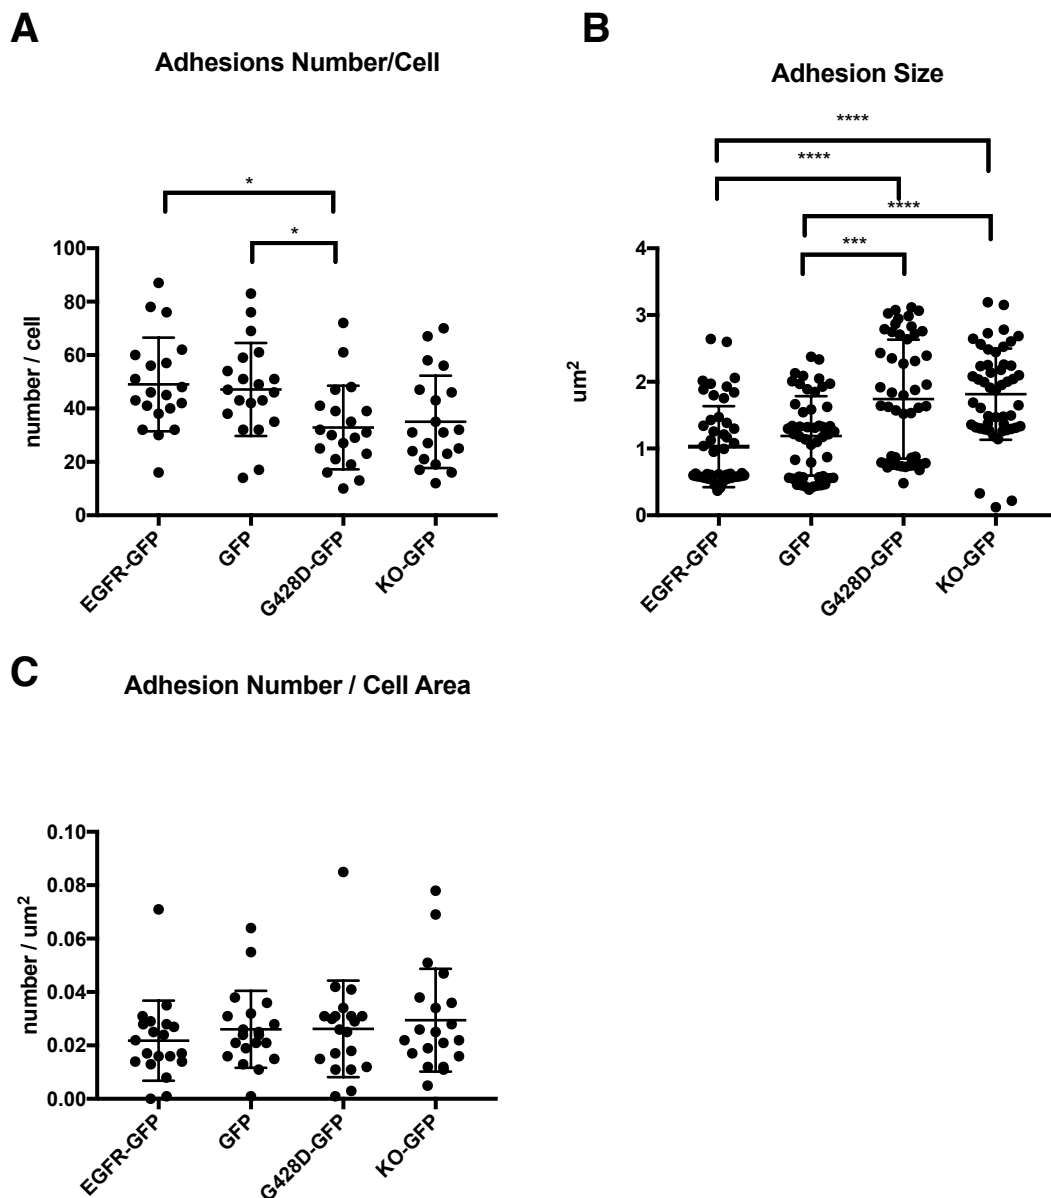 A
Adhesions Number/Cell
*
*
number / cell
100
80
60
40
20
0
EGFR-GFP
GFP
G428D-GFP
KO-GFP
B
Adhesion Size
****
****
****
***
um²
4
3
2
1
0
EGFR-GFP
GFP
G428D-GFP
KO-GFP
C
Adhesion Number / Cell Area
number / um²
0.10
0.08
0.06
0.04
0.02
0.00
EGFR-GFP
GFP
G428D-GFP
KO-GFP